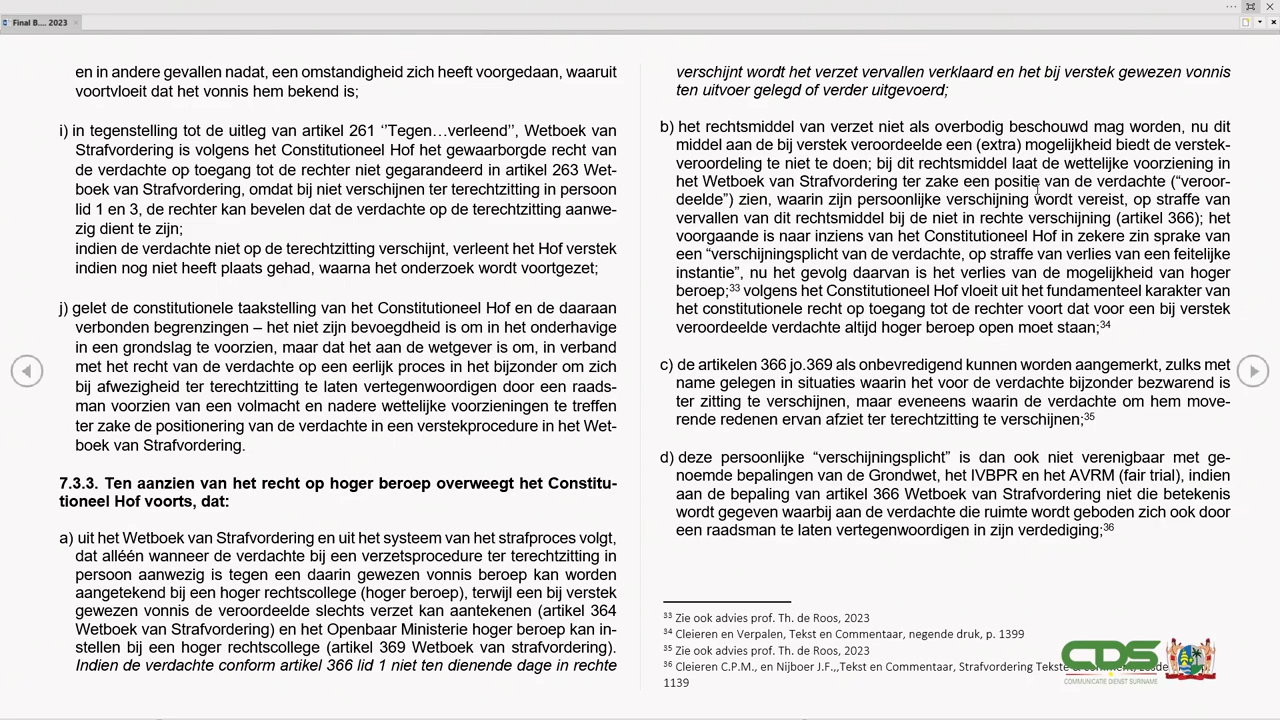 Final B.... 2023
en in andere gevallen nadat, een omstandigheid zich heeft voorgedaan, waaruit
voortvloeit dat het vonnis hem bekend is;
i) in tegenstelling tot de uitleg van artikel 261 ‘’Tegen…verleend’’, Wetboek van
Strafvordering is volgens het Constitutioneel Hof het gewaarborgde recht van
de verdachte op toegang tot de rechter niet gegarandeerd in artikel 263 Wet-
boek van Strafvordering, omdat bij niet verschijnen ter terechtzitting in persoon
lid 1 en 3, de rechter kan bevelen dat de verdachte op de terechtzitting aanwe-
zig dient te zijn;
indien de verdachte niet op de terechtzitting verschijnt, verleent het Hof verstek
indien nog niet heeft plaats gehad, waarna het onderzoek wordt voortgezet;
j) gelet de constitutionele taakstelling van het Constitutioneel Hof en de daaraan
verbonden begrenzingen – het niet zijn bevoegdheid is om in het onderhavige
in een grondslag te voorzien, maar dat het aan de wetgever is om, in verband
met het recht van de verdachte op een eerlijk proces in het bijzonder om zich
bij afwezigheid ter terechtzitting te laten vertegenwoordigen door een raads-
man voorzien van een volmacht en nadere wettelijke voorzieningen te treffen
ter zake de positionering van de verdachte in een verstekprocedure in het Wet-
boek van Strafvordering.
7.3.3. Ten aanzien van het recht op hoger beroep overweegt het Constitu-
tioneel Hof voorts, dat:
a) uit het Wetboek van Strafvordering en uit het systeem van het strafproces volgt,
dat alléén wanneer de verdachte bij een verzetsprocedure ter terechtzitting in
persoon aanwezig is tegen een daarin gewezen vonnis beroep kan worden
aangetekend bij een hoger rechtscollege (hoger beroep), terwijl een bij verstek
gewezen vonnis de veroordeelde slechts verzet kan aantekenen (artikel 364
Wetboek van Strafvordering) en het Openbaar Ministerie hoger beroep kan in-
stellen bij een hoger rechtscollege (artikel 369 Wetboek van strafvordering).
Indien de verdachte conform artikel 366 lid 1 niet ten dienende dage in rechte
verschijnt wordt het verzet vervallen verklaard en het bij verstek gewezen vonnis
ten uitvoer gelegd of verder uitgevoerd;
b) het rechtsmiddel van verzet niet als overbodig beschouwd mag worden, nu dit
middel aan de bij verstek veroordeelde een (extra) mogelijkheid biedt de verstek-
veroordeling te niet te doen; bij dit rechtsmiddel laat de wettelijke voorziening in
het Wetboek van Strafvordering ter zake een positie van de verdachte (“veroor-
deelde”) zien, waarin zijn persoonlijke verschijning wordt vereist, op straffe van
vervallen van dit rechtsmiddel bij de niet in rechte verschijning (artikel 366); het
voorgaande is naar inziens van het Constitutioneel Hof in zekere zin sprake van
een “verschijningsplicht van de verdachte, op straffe van verlies van een feitelijke
instantie”, nu het gevolg daarvan is het verlies van de mogelijkheid van hoger
beroep;³³ volgens het Constitutioneel Hof vloeit uit het fundamenteel karakter van
het constitutionele recht op toegang tot de rechter voort dat voor een bij verstek
veroordeelde verdachte altijd hoger beroep open moet staan;³⁴
c) de artikelen 366 jo.369 als onbevredigend kunnen worden aangemerkt, zulks met
name gelegen in situaties waarin het voor de verdachte bijzonder bezwarend is
ter zitting te verschijnen, maar eveneens waarin de verdachte om hem move-
rende redenen ervan afziet ter terechtzitting te verschijnen;³⁵
d) deze persoonlijke “verschijningsplicht” is dan ook niet verenigbaar met ge-
noemde bepalingen van de Grondwet, het IVBPR en het AVRM (fair trial), indien
aan de bepaling van artikel 366 Wetboek van Strafvordering niet die betekenis
wordt gegeven waarbij aan de verdachte die ruimte wordt geboden zich ook door
een raadsman te laten vertegenwoordigen in zijn verdediging;³⁶
³³ Zie ook advies prof. Th. de Roos, 2023
³⁴ Cleieren en Verpalen, Tekst en Commentaar, negende druk, p. 1399
³⁵ Zie ook advies prof. Th. de Roos, 2023
³⁶ Cleieren C.P.M., en Nijboer J.F.,,Tekst en Commentaar, Strafvordering Tekst
1139
CDS
COMMUNICATIE DIENST SURINAME